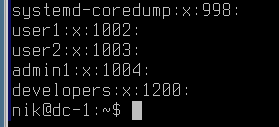 systemd-coredump:x:998:
user1:x:1002:
user2:x:1003:
admin1:x:1004:
developers:x:1200:
nik@dc-1:~$